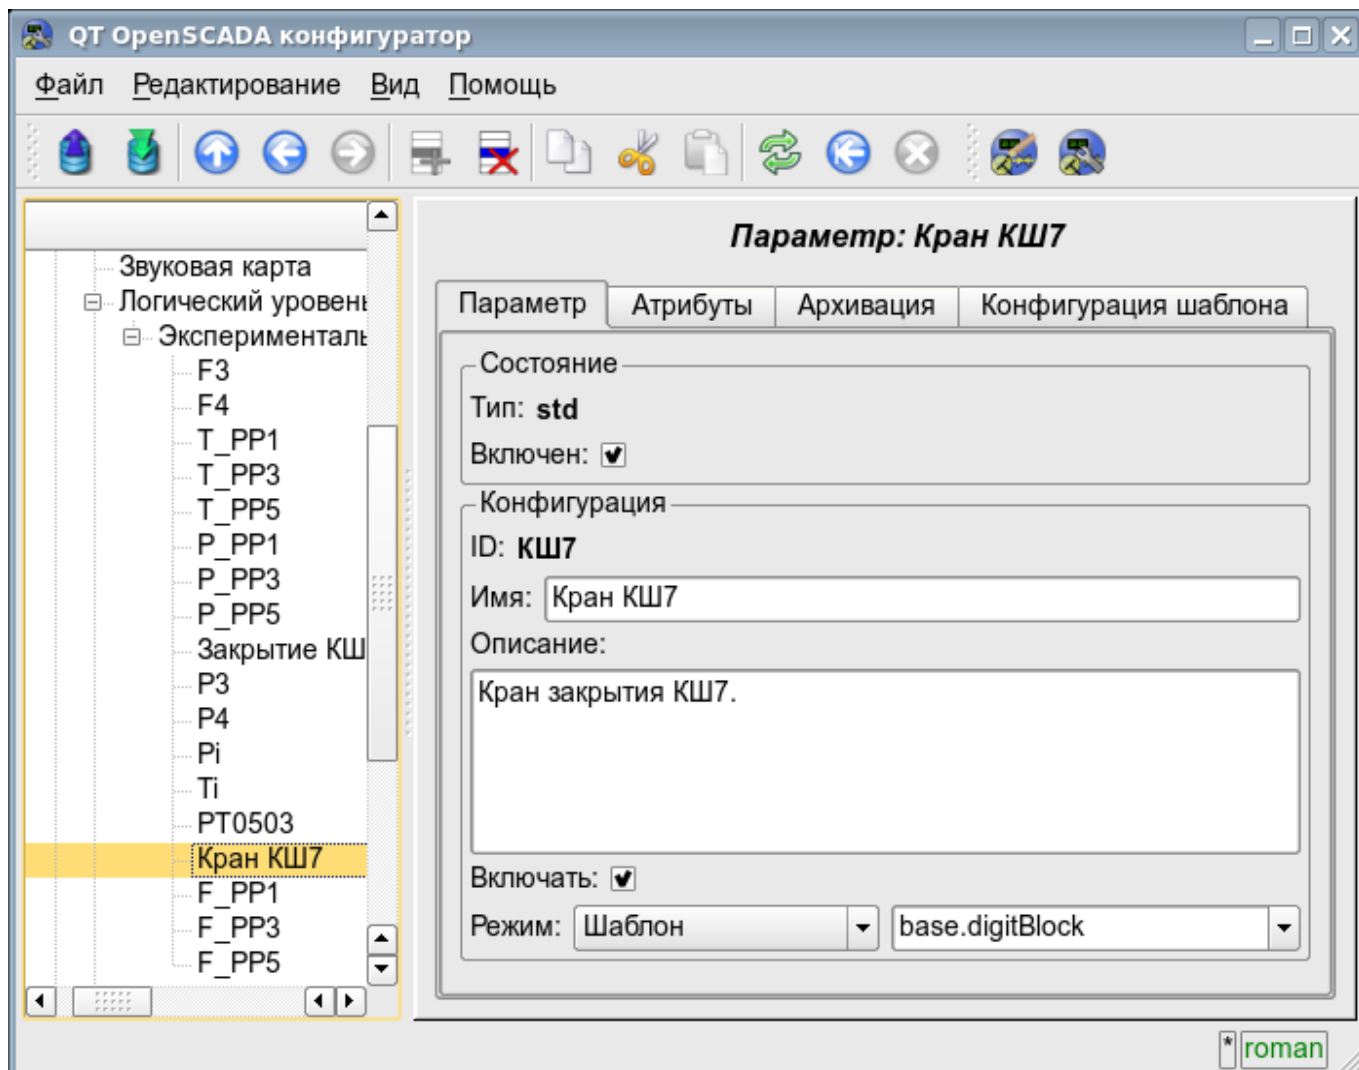 QT OpenSCADA конфигуратор
Файл Редактирование Вид Помощь
Звуковая карта
Логический уровень
Эксперименталь
F3
F4
T_PP1
T_PP3
T_PP5
P_PP1
P_PP3
P_PP5
Закрытие КШ
P3
P4
Pi
Ti
PT0503
Кран КШ7
F_PP1
F_PP3
F_PP5
Параметр: Кран КШ7
Параметр Атрибуты Архивация Конфигурация шаблона
Состояние
Тип: std
Включен:
Конфигурация
ID: КШ7
Имя: Кран КШ7
Описание:
Кран закрытия КШ7.
Включать:
Режим: Шаблон base.digitBlock
* roman